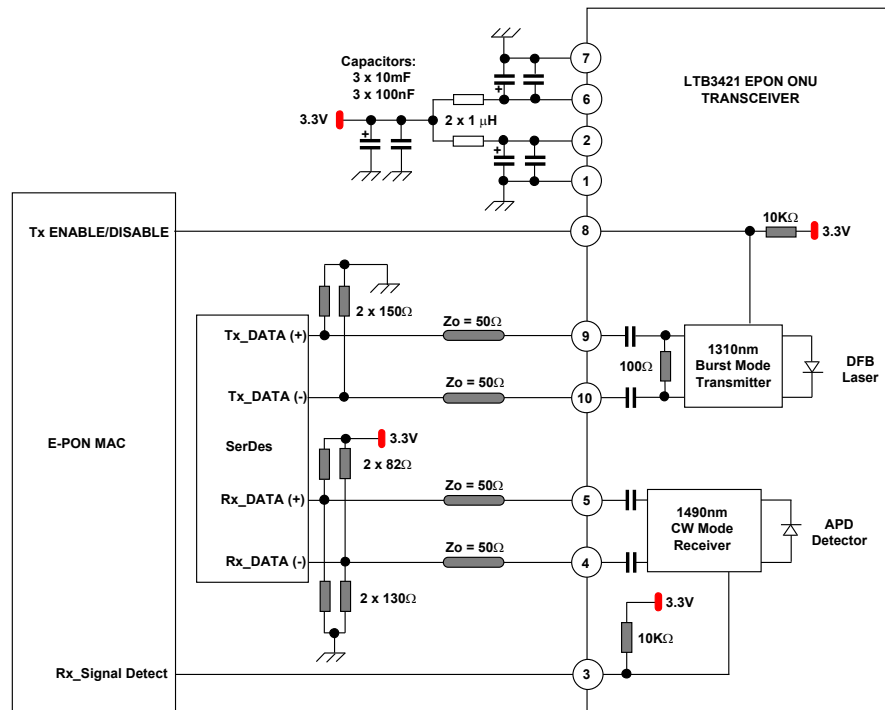 Capacitors:
3 x 10mF
3 x 100nF
3.3V
2 x 1 μH
7
6
2
1
LTB3421 EPON ONU
TRANSCEIVER
Tx ENABLE/DISABLE
8
10KΩ
3.3V
2 x 150Ω
Tx_DATA (+)
Zo = 50Ω
9
100Ω
1310nm
Burst Mode
Transmitter
DFB
Laser
Tx_DATA (-)
Zo = 50Ω
10
E-PON MAC
SerDes
3.3V
2 x 82Ω
Rx_DATA (+)
Zo = 50Ω
5
1490nm
CW Mode
Receiver
APD
Detector
Rx_DATA (-)
Zo = 50Ω
4
2 x 130Ω
3.3V
10KΩ
Rx_Signal Detect
3
+
+
+